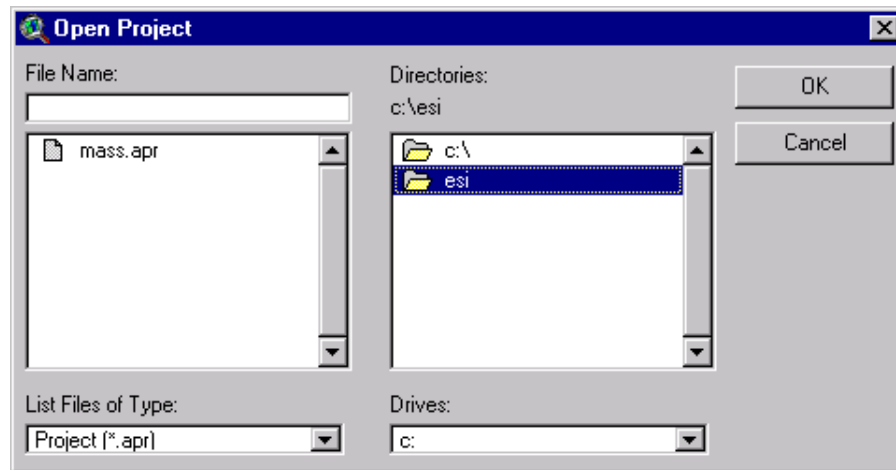 Open Project
File Name:
Directories:
c:\esi
OK
Cancel
mass.apr
c:\
esi
List Files of Type:
Project (*.apr)
Drives:
c: